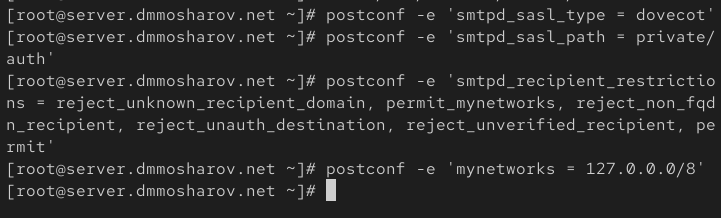 [root@server.dmmosharov.net ~]# postconf -e 'smtpd_sasl_type = dovecot'
[root@server.dmmosharov.net ~]# postconf -e 'smtpd_sasl_path = private/
auth'
[root@server.dmmosharov.net ~]# postconf -e 'smtpd_recipient_restrictio
ns = reject_unknown_recipient_domain, permit_mynetworks, reject_non_fqd
n_recipient, reject_unauth_destination, reject_unverified_recipient, pe
rmit'
[root@server.dmmosharov.net ~]# postconf -e 'mynetworks = 127.0.0.0/8'
[root@server.dmmosharov.net ~]#